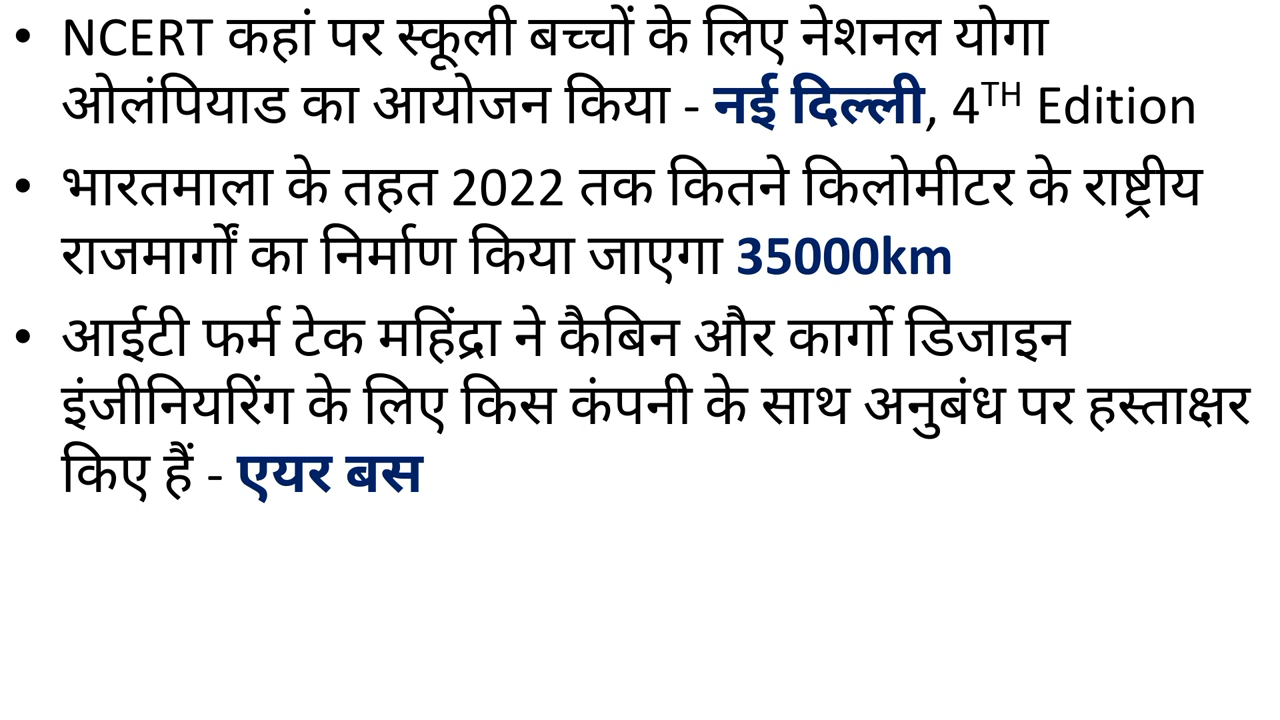 • NCERT कहां पर स्कूली बच्चों के लिए नेशनल योगा
ओलंपियाड का आयोजन किया - नई दिल्ली, 4TH Edition
• भारतमाला के तहत 2022 तक कितने किलोमीटर के राष्ट्रीय
राजमार्गों का निर्माण किया जाएगा 35000km
• आईटी फर्म टेक महिंद्रा ने कैबिन और कार्गो डिजाइन
इंजीनियरिंग के लिए किस कंपनी के साथ अनुबंध पर हस्ताक्षर
किए हैं - एयर बस